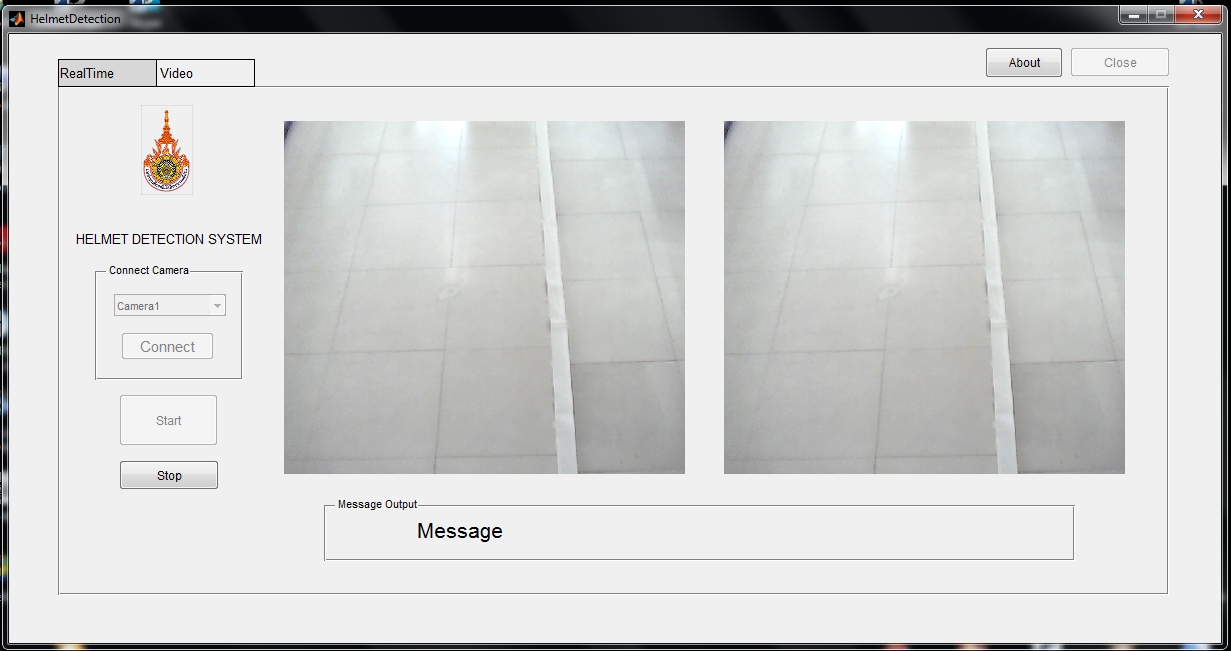 HelmetDetection
About
Close
RealTime
Video
HELMET DETECTION SYSTEM
Connect Camera
Camera1
Connect
Start
Stop
Message Output
Message